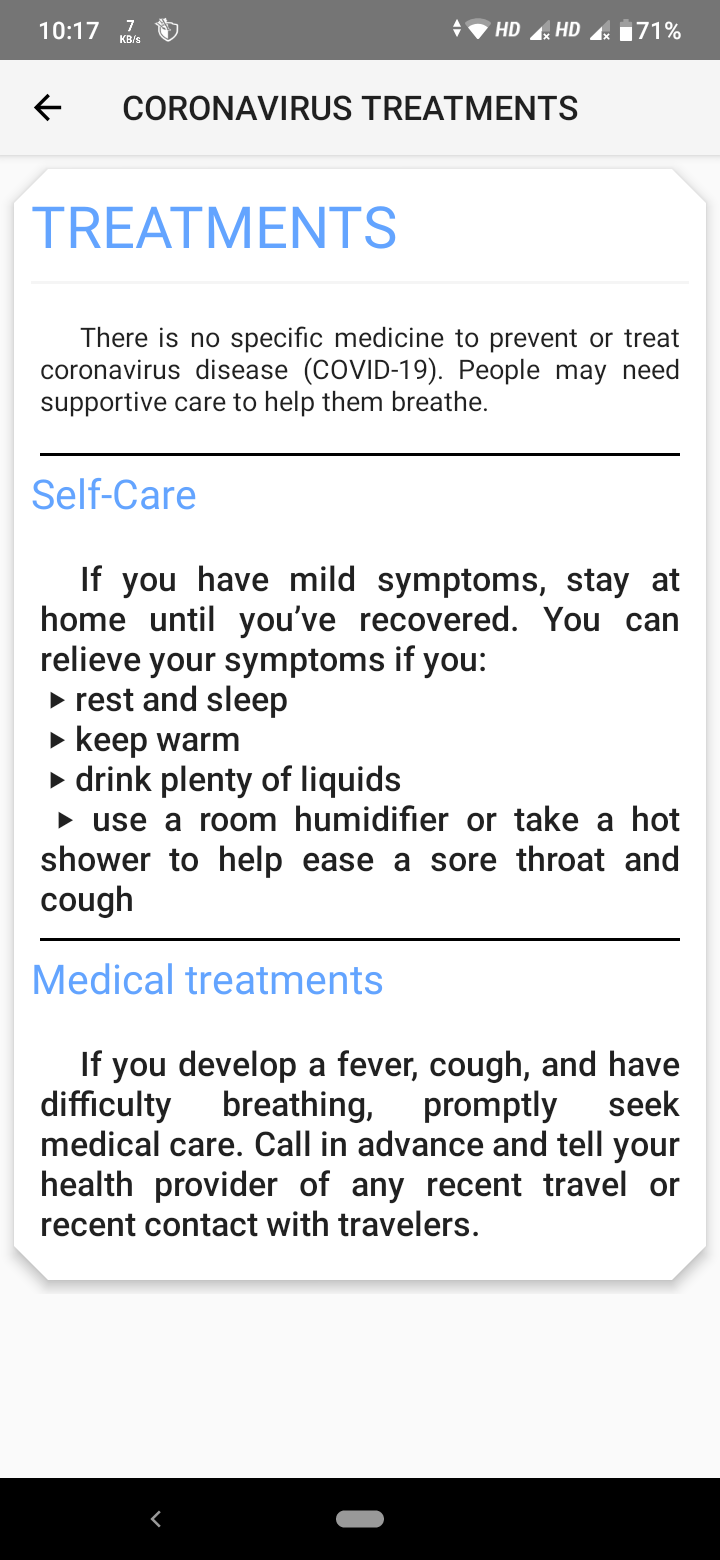 10:17 7 KB/s HD HD 71%
CORONAVIRUS TREATMENTS
TREATMENTS
There is no specific medicine to prevent or treat
coronavirus disease (COVID-19). People may need
supportive care to help them breathe.
Self-Care
If you have mild symptoms, stay at
home until you’ve recovered. You can
relieve your symptoms if you:
▸ rest and sleep
▸ keep warm
▸ drink plenty of liquids
▸ use a room humidifier or take a hot
shower to help ease a sore throat and
cough
Medical treatments
If you develop a fever, cough, and have
difficulty breathing, promptly seek
medical care. Call in advance and tell your
health provider of any recent travel or
recent contact with travelers.